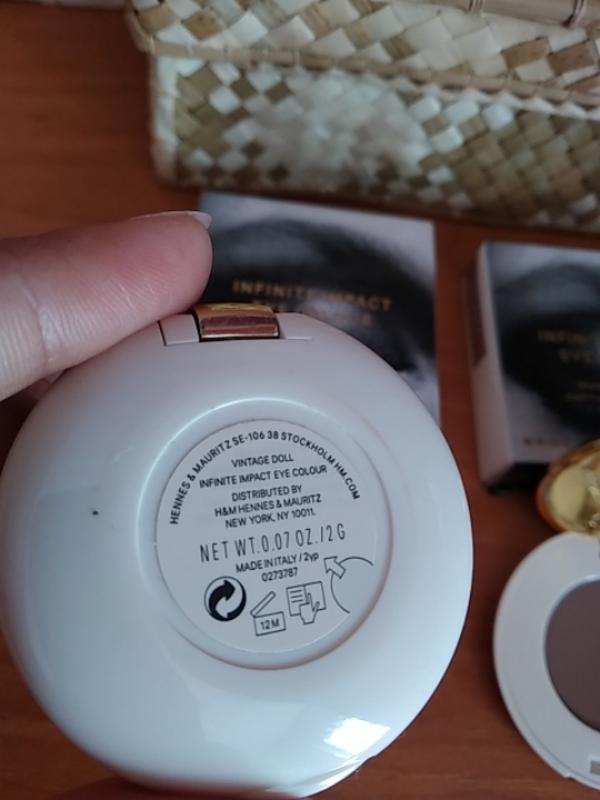 INFINITE IMPACT
HENNES & MAURITZ SE-106 38 STOCKHOLM HM.COM
VINTAGE DOLL
INFINITE IMPACT EYE COLOUR
DISTRIBUTED BY
H&M HENNES & MAURITZ
NEW YORK, NY 10011.
NET WT.0.07 OZ./2 G
MADE IN ITALY / 2yp
0273787
12M